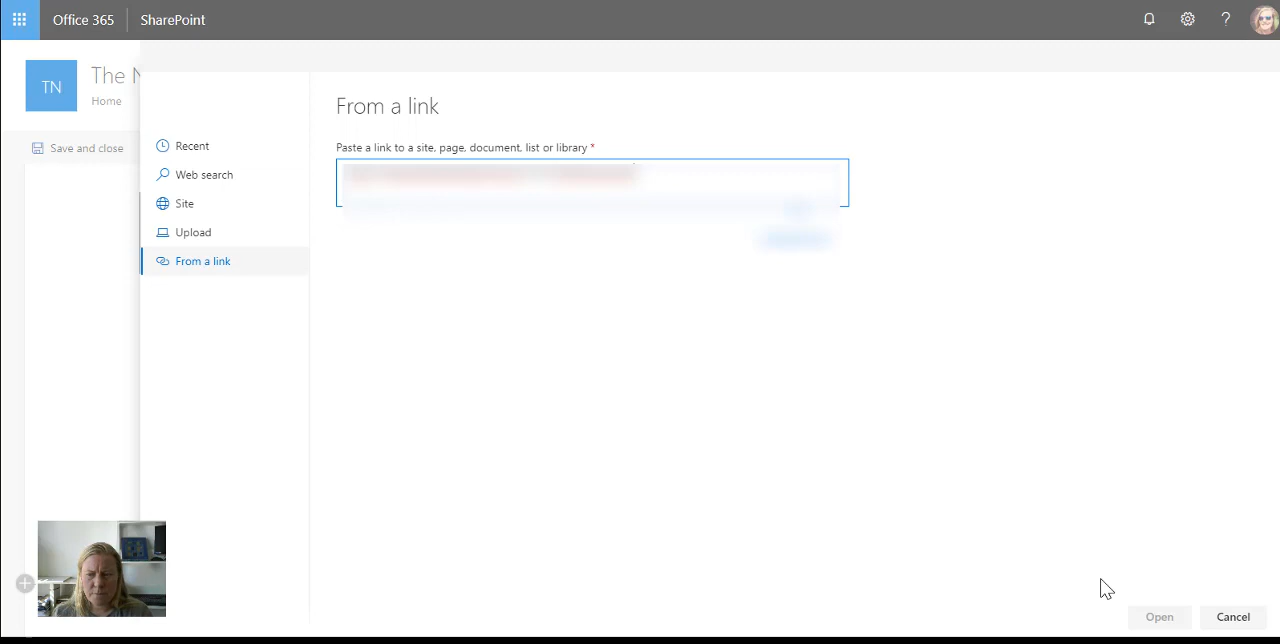 Office 365 SharePoint
TN The N
Home
Save and close
Recent
Web search
Site
Upload
From a link
From a link
Paste a link to a site, page, document, list or library *
Open Cancel